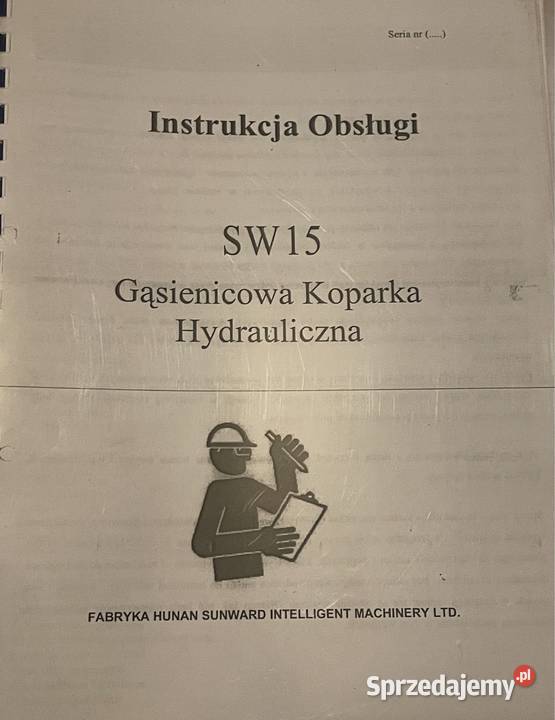 Seria nr (.....)
Instrukcja Obsługi
SW15
Gąsienicowa Koparka
Hydrauliczna
FABRYKA HUNAN SUNWARD INTELLIGENT MACHINERY LTD.
Sprzedajemy.pl